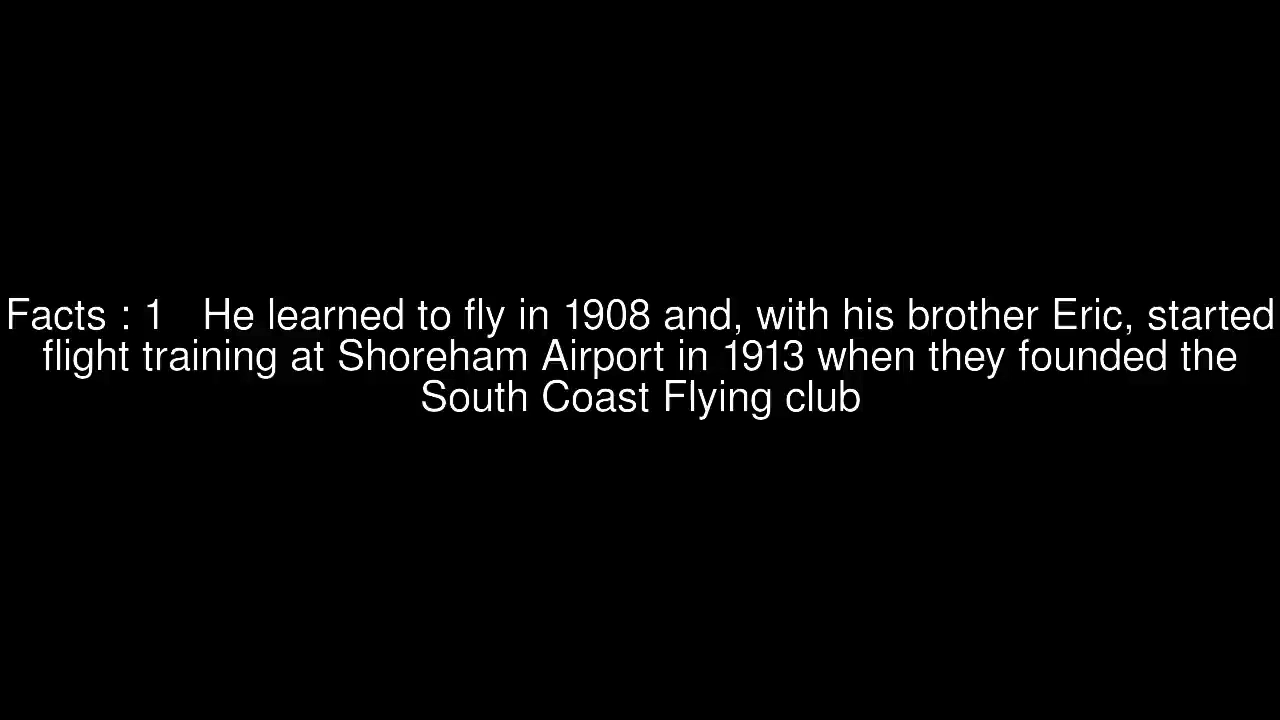 Facts : 1   He learned to fly in 1908 and, with his brother Eric, started
flight training at Shoreham Airport in 1913 when they founded the
South Coast Flying club